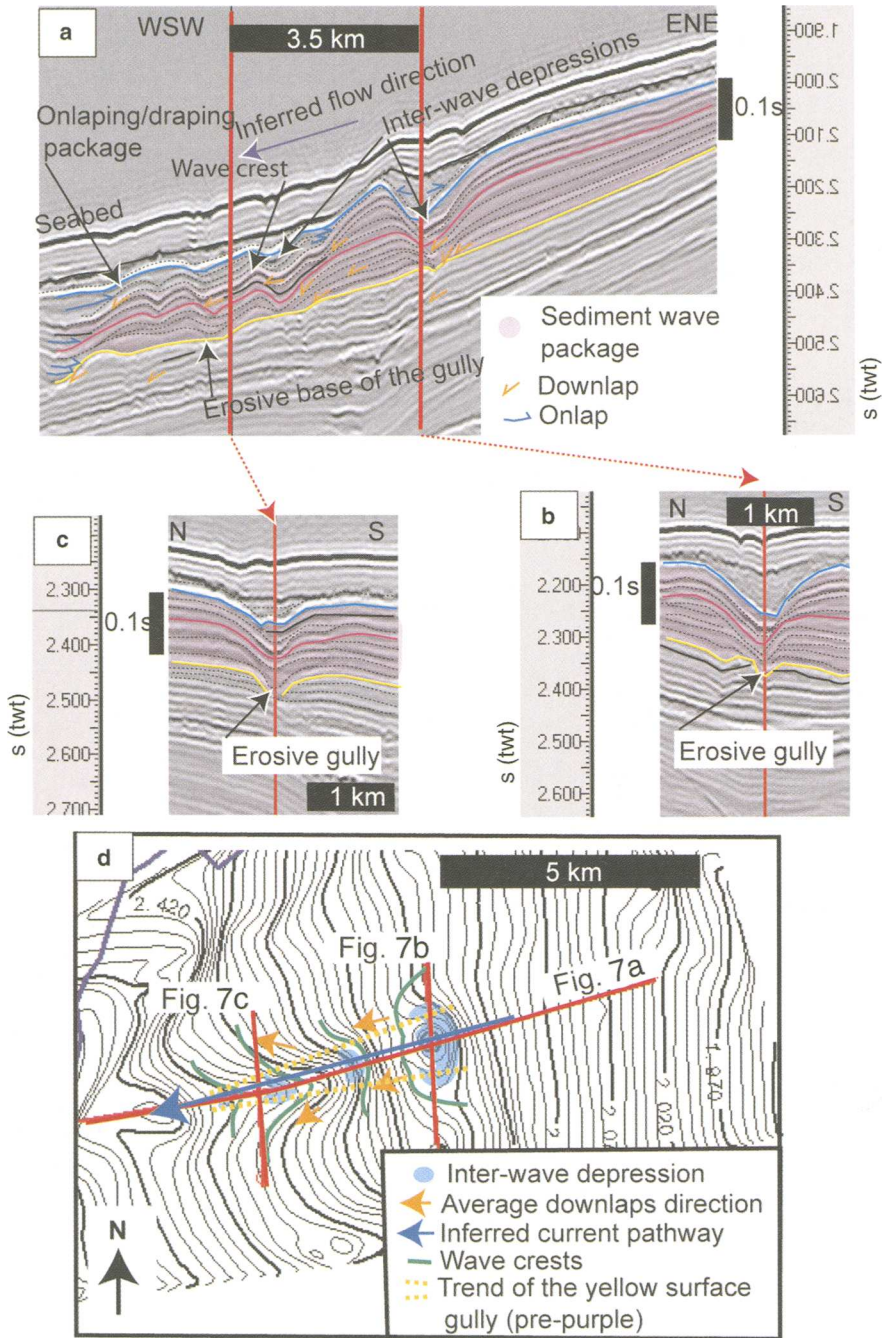 a
WSW
3.5 km
ENE
Inferred flow direction
Inter-wave depressions
Onlaping/draping
package
Wave crest
Seabed
Erosive base of the gully
0.1s
1.900
2.000
2.100
2.200
2.300
2.400
2.500
2.600
s (twt)
Sediment wave
package
Downlap
Onlap
c
N
S
2.300
2.400
2.500
2.600
2.700
0.1s
s (twt)
Erosive gully
1 km
b
N
S
1 km
2.200
2.300
2.400
2.500
2.600
0.1s
s (twt)
Erosive gully
d
5 km
2.420
Fig. 7b
Fig. 7a
Fig. 7c
1.970
2.020
N
Inter-wave depression
Average downlaps direction
Inferred current pathway
Wave crests
Trend of the yellow surface
gully (pre-purple)